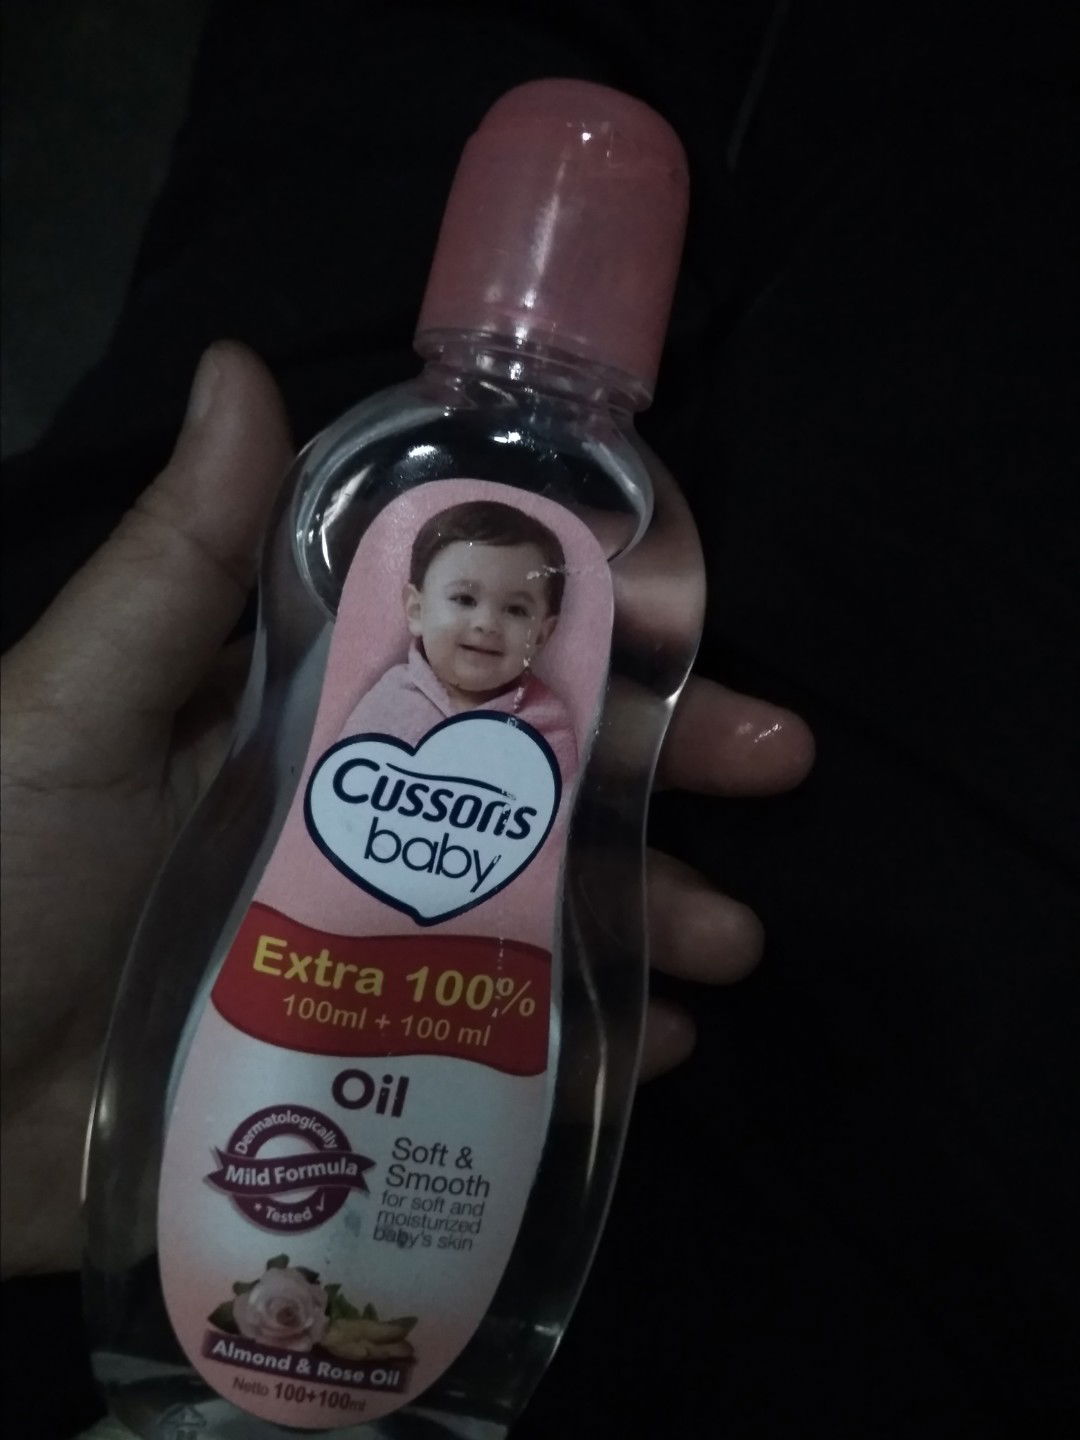 Cussons
baby
Extra 100%
100ml + 100 ml
Oil
Dermatologically
Mild Formula
Tested
Soft &
Smooth
for soft and
moisturized
baby's skin
Almond & Rose Oil
Netto 100+100ml